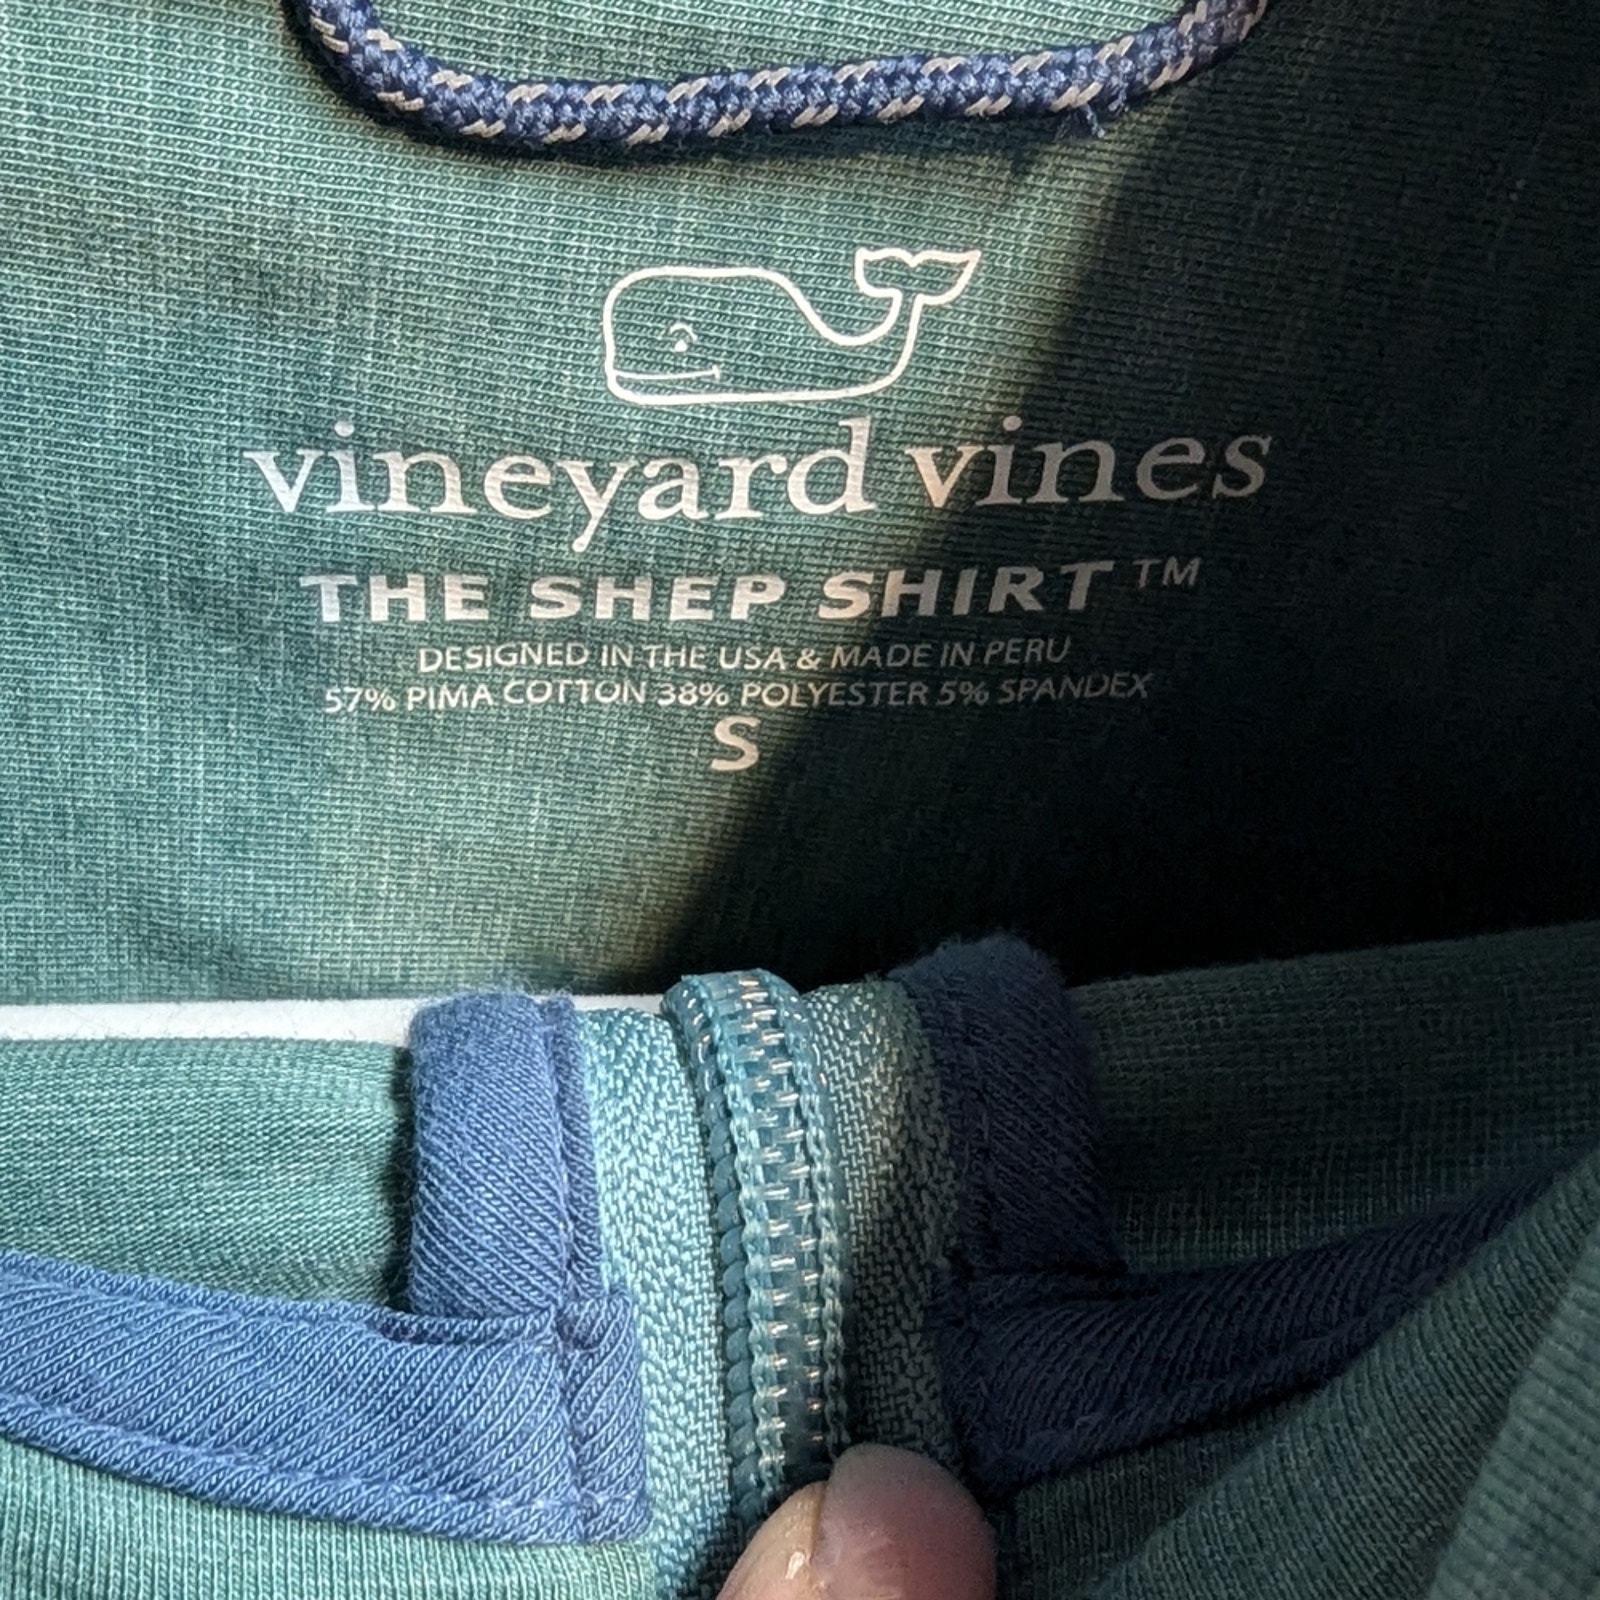 vineyard vines
THE SHEP SHIRT™
DESIGNED IN THE USA & MADE IN PERU
57% PIMA COTTON 38% POLYESTER 5% SPANDEX
S